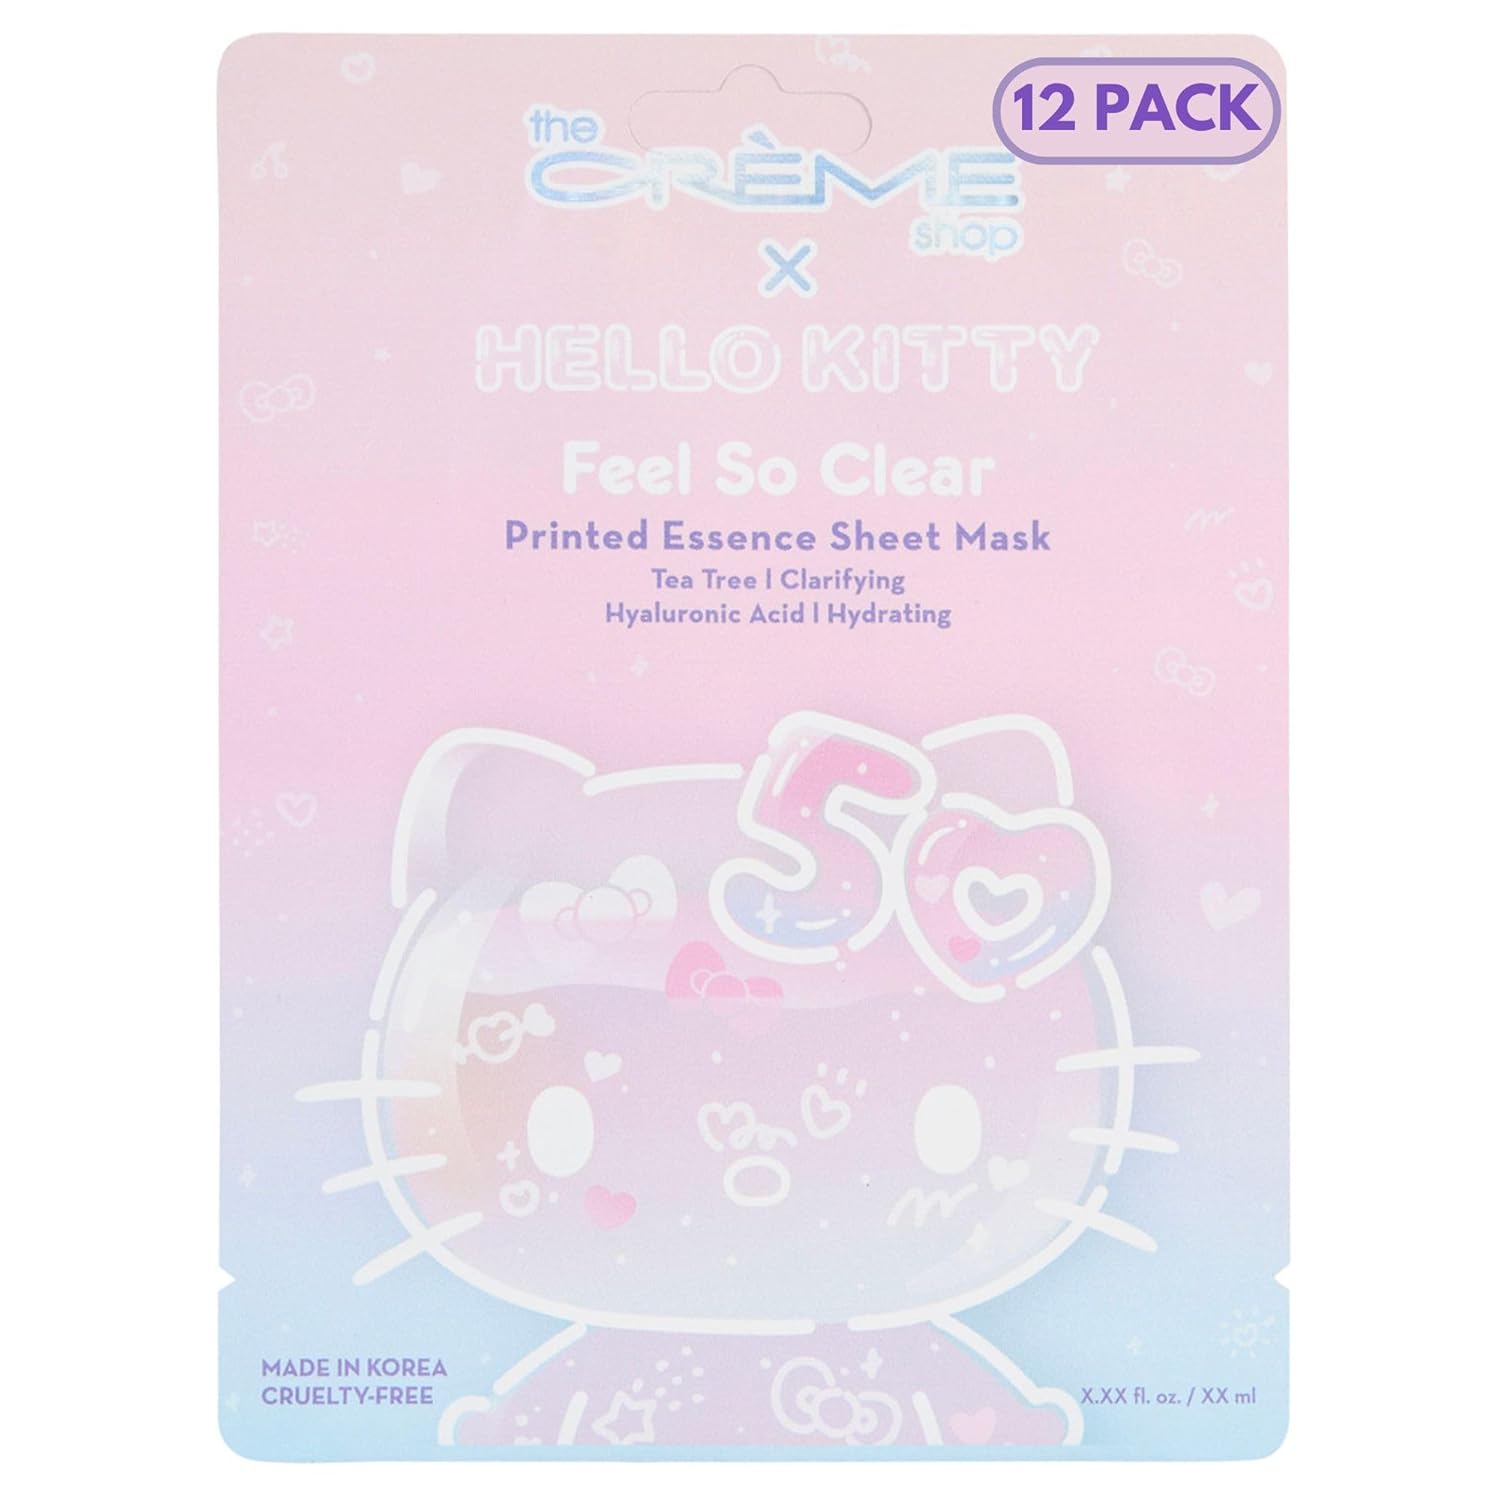 12 PACK
the
CRÈME
shop
X
HELLO KITTY
Feel So Clear
Printed Essence Sheet Mask
Tea Tree | Clarifying
Hyaluronic Acid | Hydrating
50
MADE IN KOREA
CRUELTY-FREE
X.XX fl. oz. / XX ml